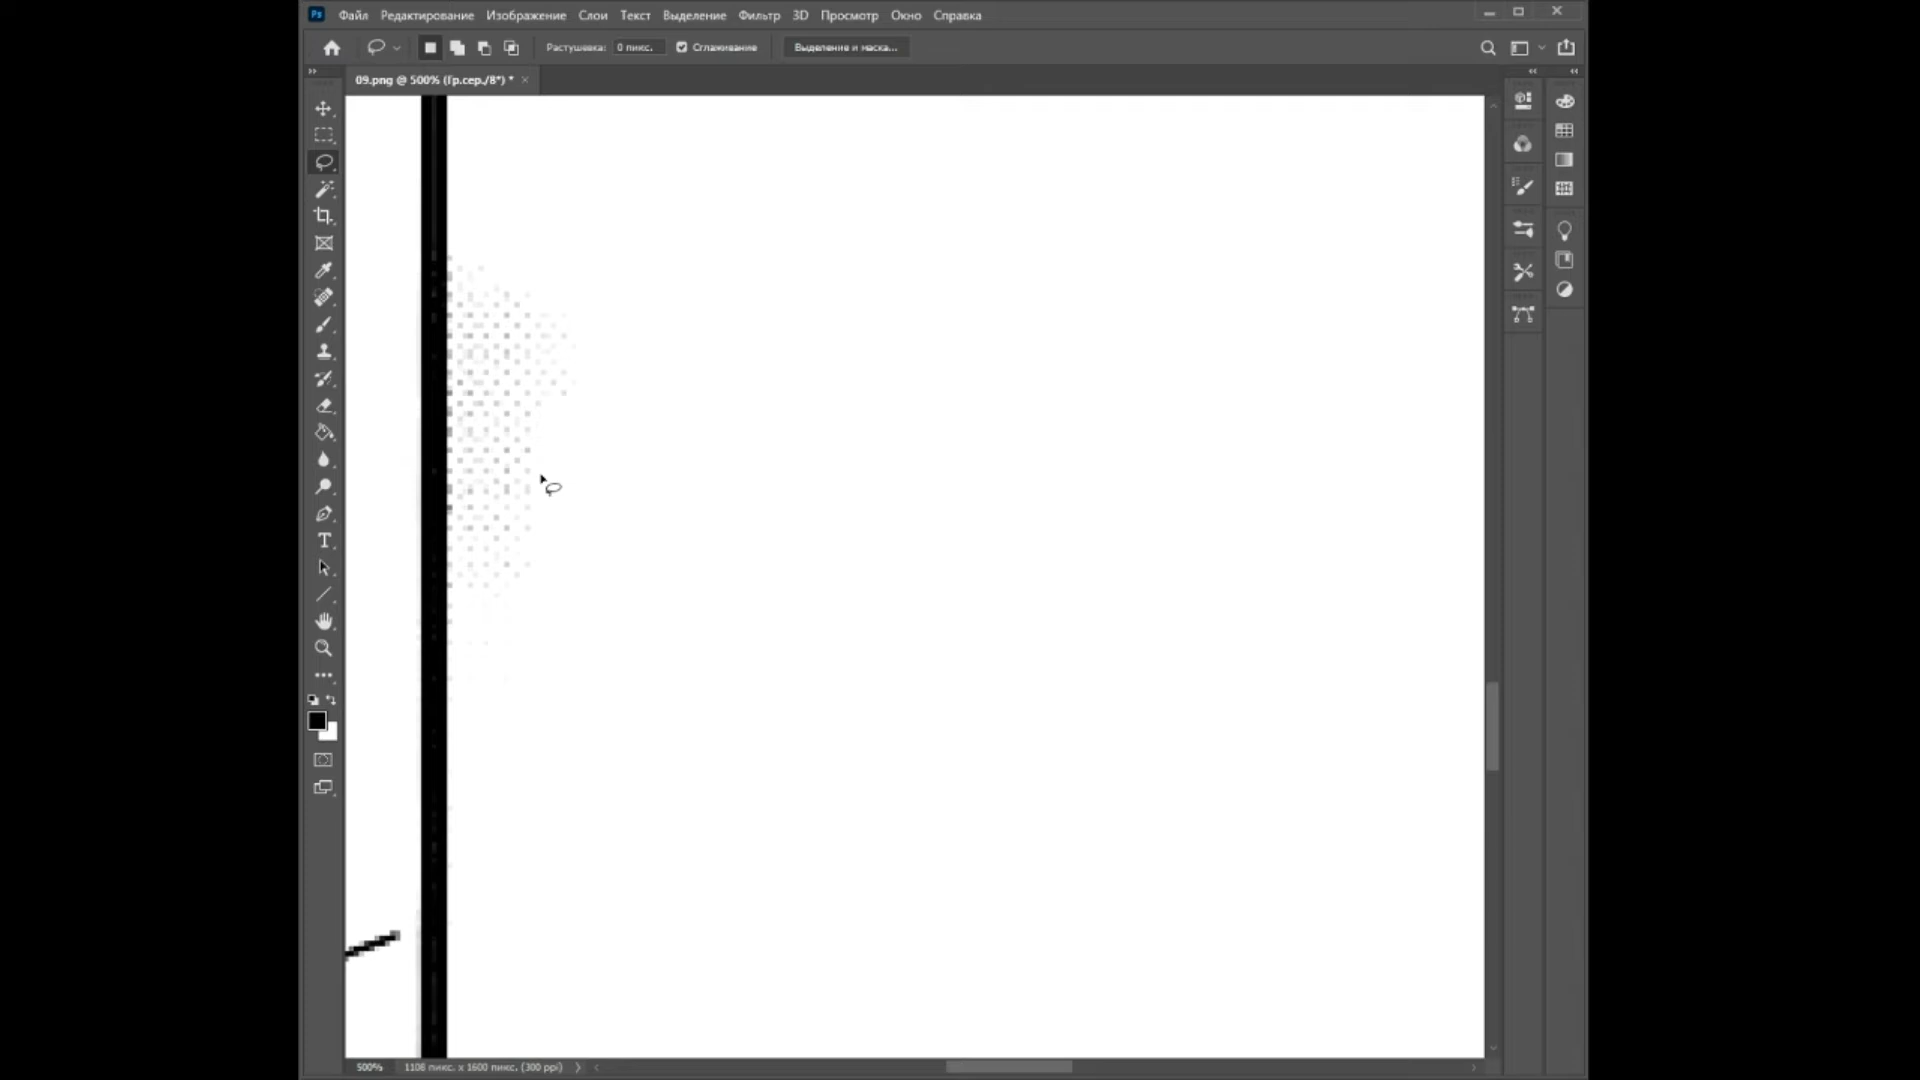 Ps Файл Редактирование Изображение Слои Текст Выделение Фильтр 3D Просмотр Окно Справка
Растушевка: 0 пикс. Сглаживание Выделение и маска...
09.png @ 500% (Гр.сер./8*) * ×
500% 1108 пикс. x 1600 пикс. (300 ppi)